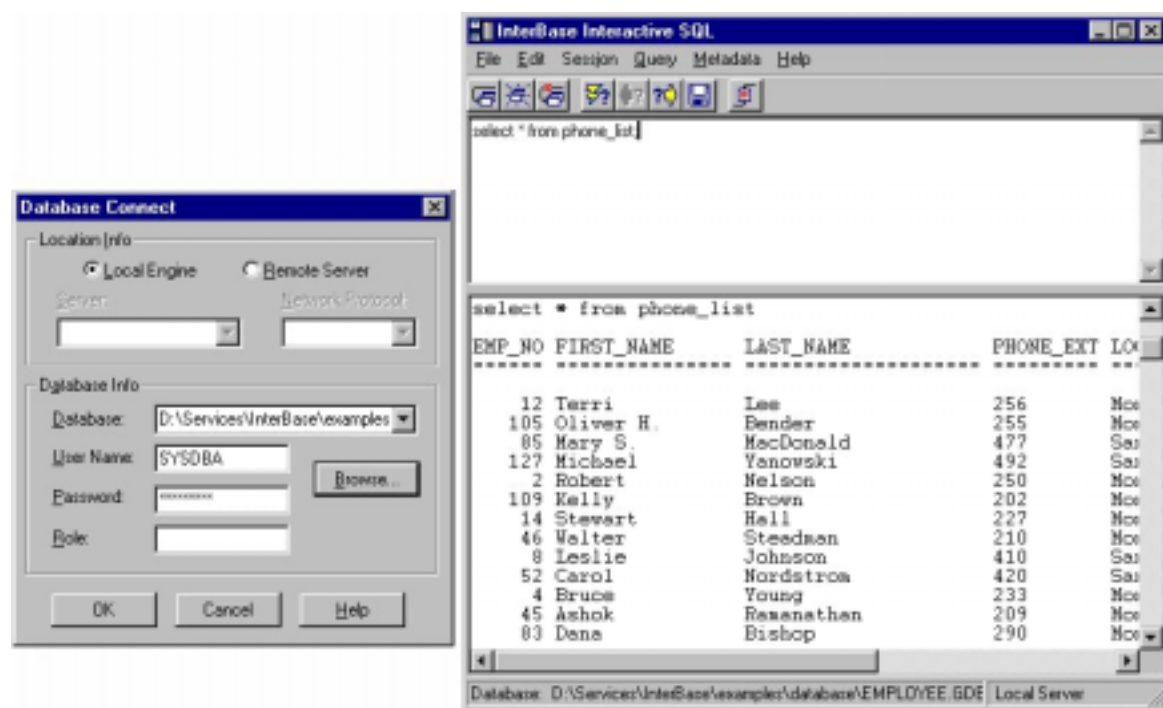 Database Connect
Location Info
Local Engine Remote Server
Server: Network Protocol:
Database Info
Database: D:\Services\InterBase\examples
User Name: SYSDBA
Browse...
Password: *********
Role:
OK Cancel Help
InterBase Interactive SQL
File Edit Session Query Metadata Help
select * from phone_list;
select * from phone_list
EMP_NO FIRST_NAME LAST_NAME PHONE_EXT
12 Terri Lee 256
105 Oliver H. Bender 255
85 Mary S. MacDonald 477
127 Michael Yanowski 492
2 Robert Nelson 250
109 Kelly Brown 202
14 Stewart Hall 227
46 Walter Steadman 210
8 Leslie Johnson 410
52 Carol Nordstrom 420
4 Bruce Young 233
45 Ashok Ramanathan 209
83 Dana Bishop 290
Database: D:\Services\InterBase\examples\database\EMPLOYEE.GDB Local Server